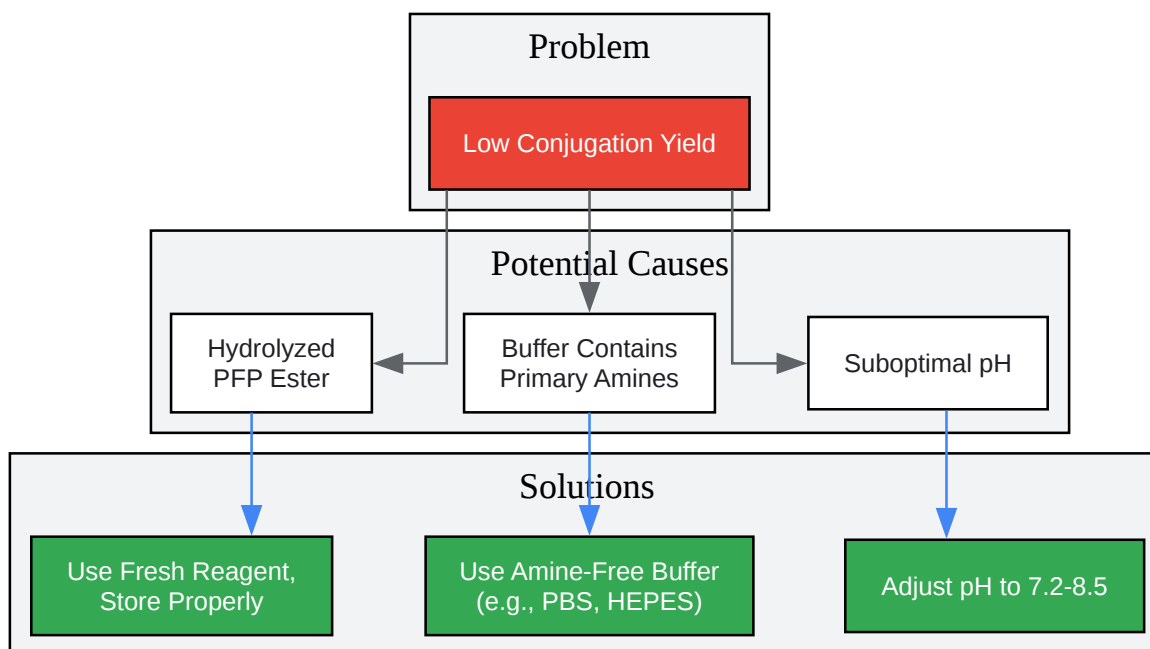 Problem
Low Conjugation Yield
Potential Causes
Hydrolyzed
PFP Ester
Buffer Contains
Primary Amines
Suboptimal pH
Solutions
Use Fresh Reagent,
Store Properly
Use Amine-Free Buffer
(e.g., PBS, HEPES)
Adjust pH to 7.2-8.5